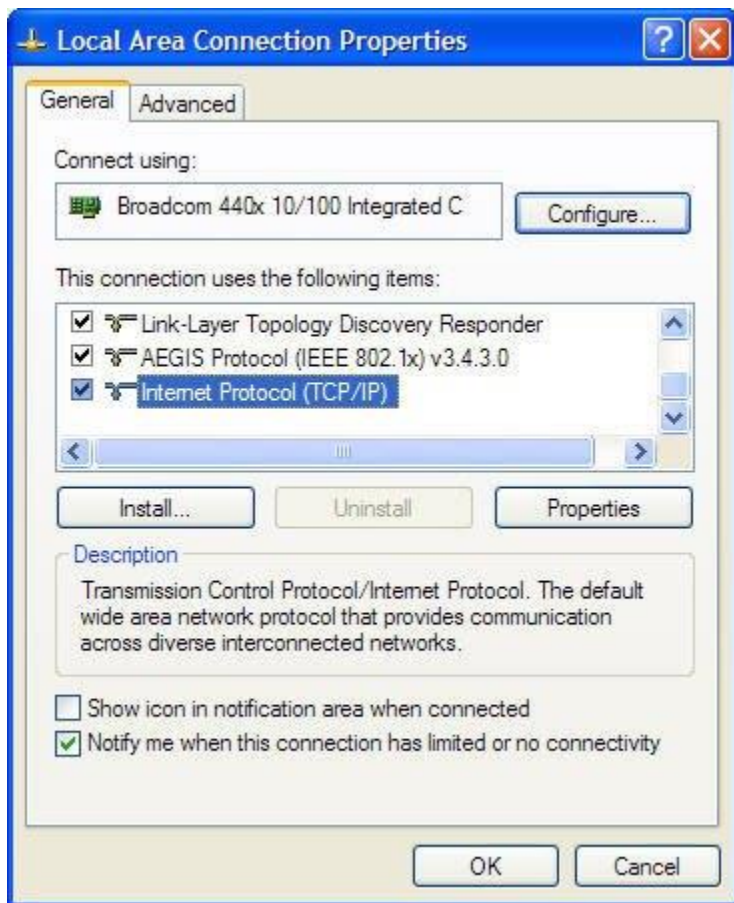 Local Area Connection Properties
General
Advanced
Connect using:
Broadcom 440x 10/100 Integrated C
Configure...
This connection uses the following items:
Link-Layer Topology Discovery Responder
AEGIS Protocol (IEEE 802.1x) v3.4.3.0
Internet Protocol (TCP/IP)
Install...
Uninstall
Properties
Description
Transmission Control Protocol/Internet Protocol. The default
wide area network protocol that provides communication
across diverse interconnected networks.
Show icon in notification area when connected
Notify me when this connection has limited or no connectivity
OK
Cancel